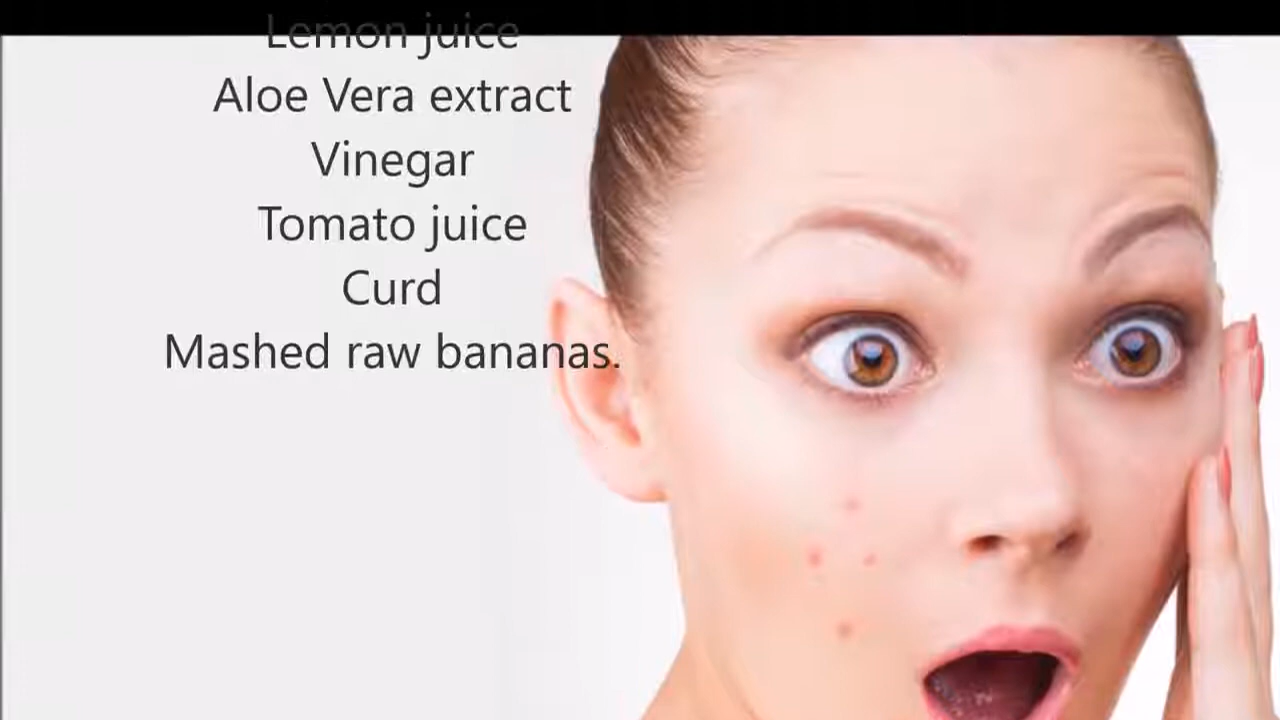 Lemon juice
Aloe Vera extract
Vinegar
Tomato juice
Curd
Mashed raw bananas.